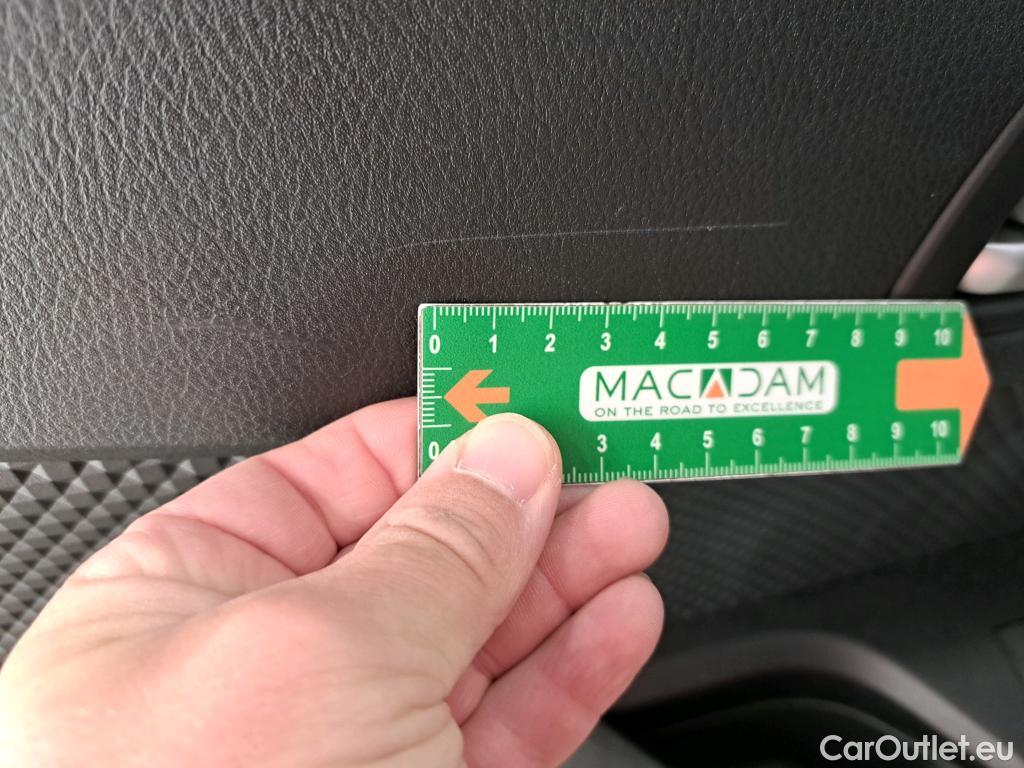 0 1 2 3 4 5 6 7 8 9 10
MACADAM
ON THE ROAD TO EXCELLENCE
0 3 4 5 6 7 8 9 10
CarOutlet.eu